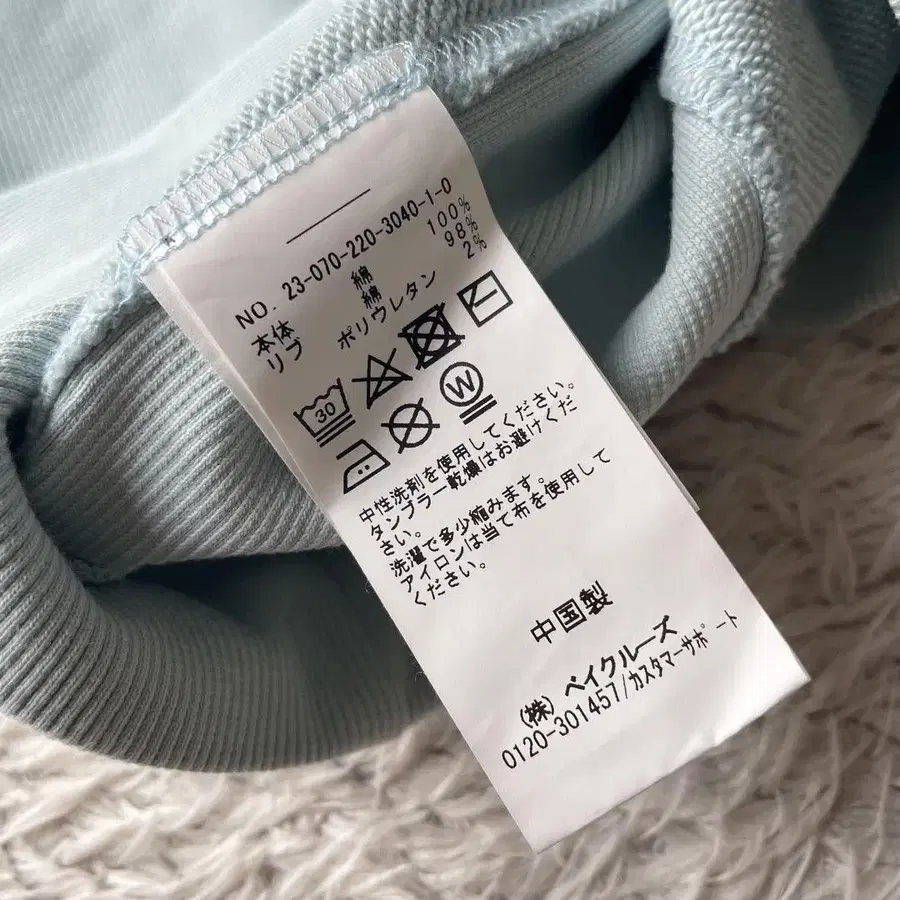 NO. 23-070-220-3040-1-0
本体 綿 100%
リブ 綿 98%
ポリウレタン 2%
30
W
中性洗剤を使用してください。
タンブラー乾燥はお避けくだ
さい。
洗濯で多少縮みます。
アイロンは当て布を使用して
ください。
中国製
(株) ベイクルーズ
0120-301457/カスタマーサポート